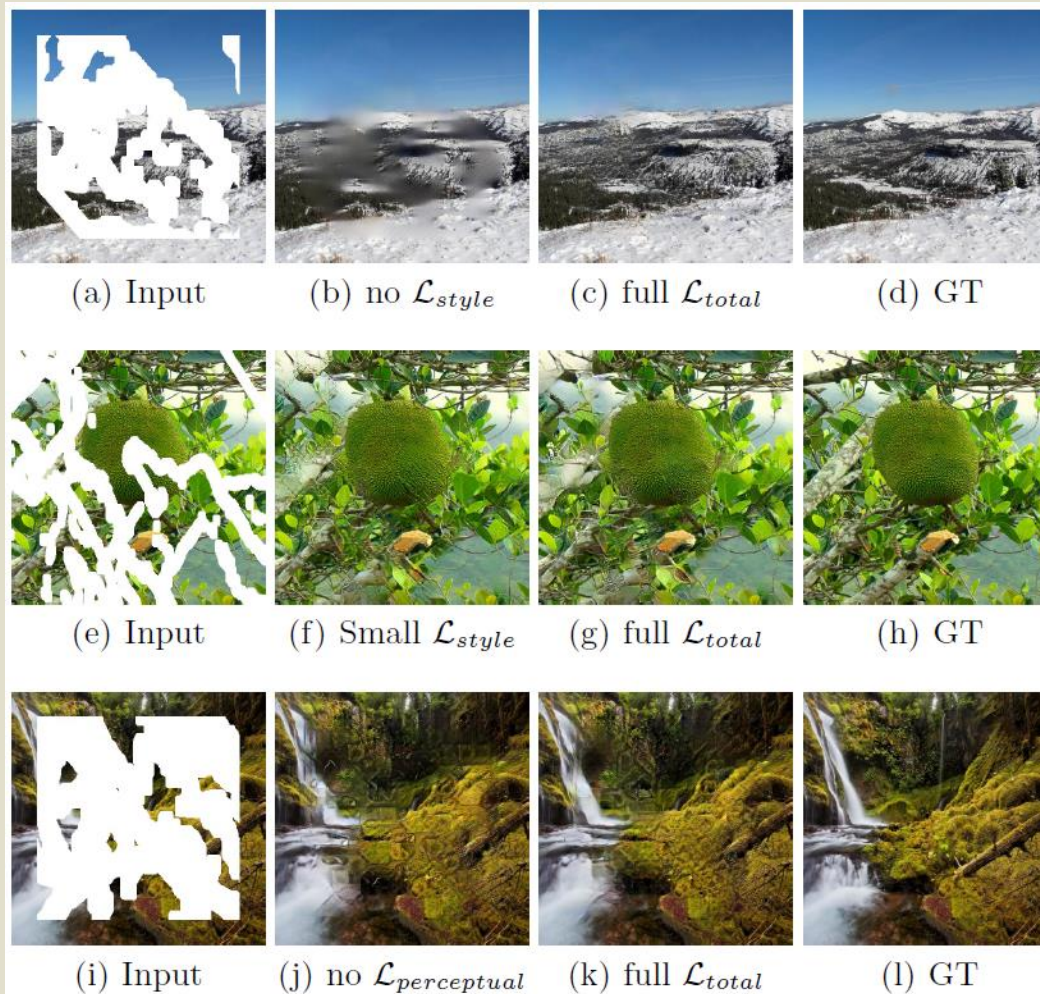 (a) Input (b) no 𝓛style (c) full 𝓛total (d) GT
(e) Input (f) Small 𝓛style (g) full 𝓛total (h) GT
(i) Input (j) no 𝓛perceptual (k) full 𝓛total (l) GT